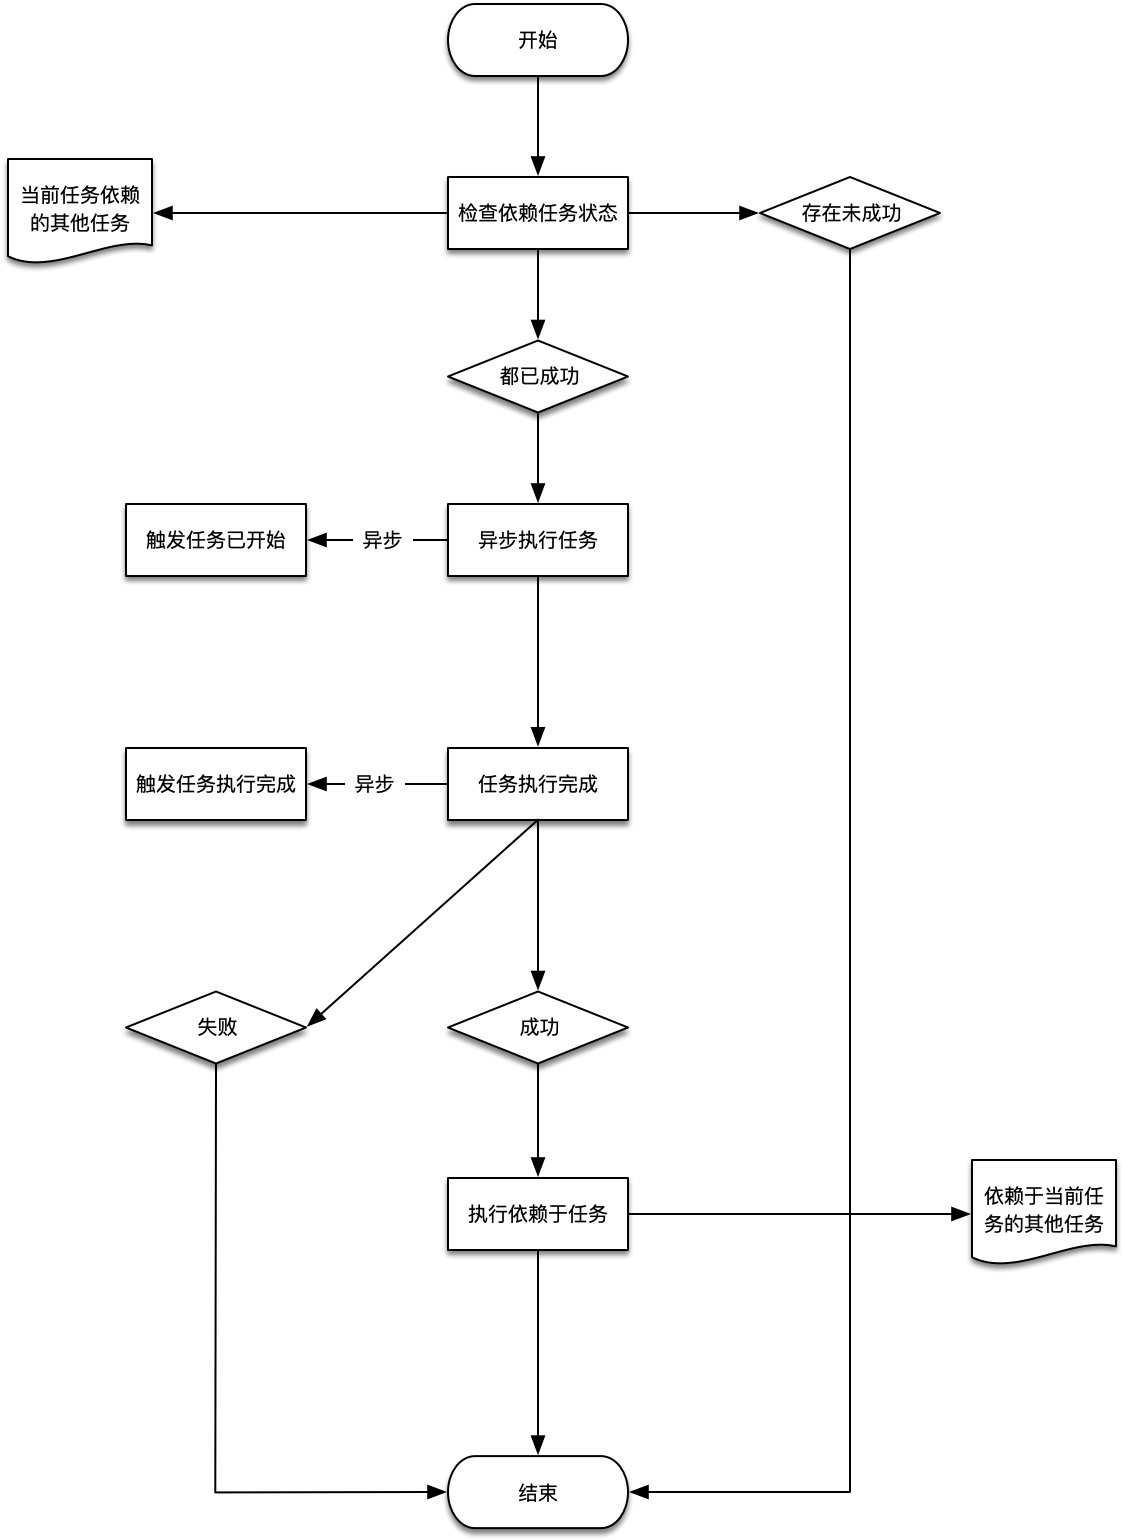 开始
当前任务依赖
的其他任务
检查依赖任务状态
存在未成功
都已成功
触发任务已开始
异步
异步执行任务
触发任务执行完成
异步
任务执行完成
失败
成功
执行依赖于任务
依赖于当前任
务的其他任务
结束